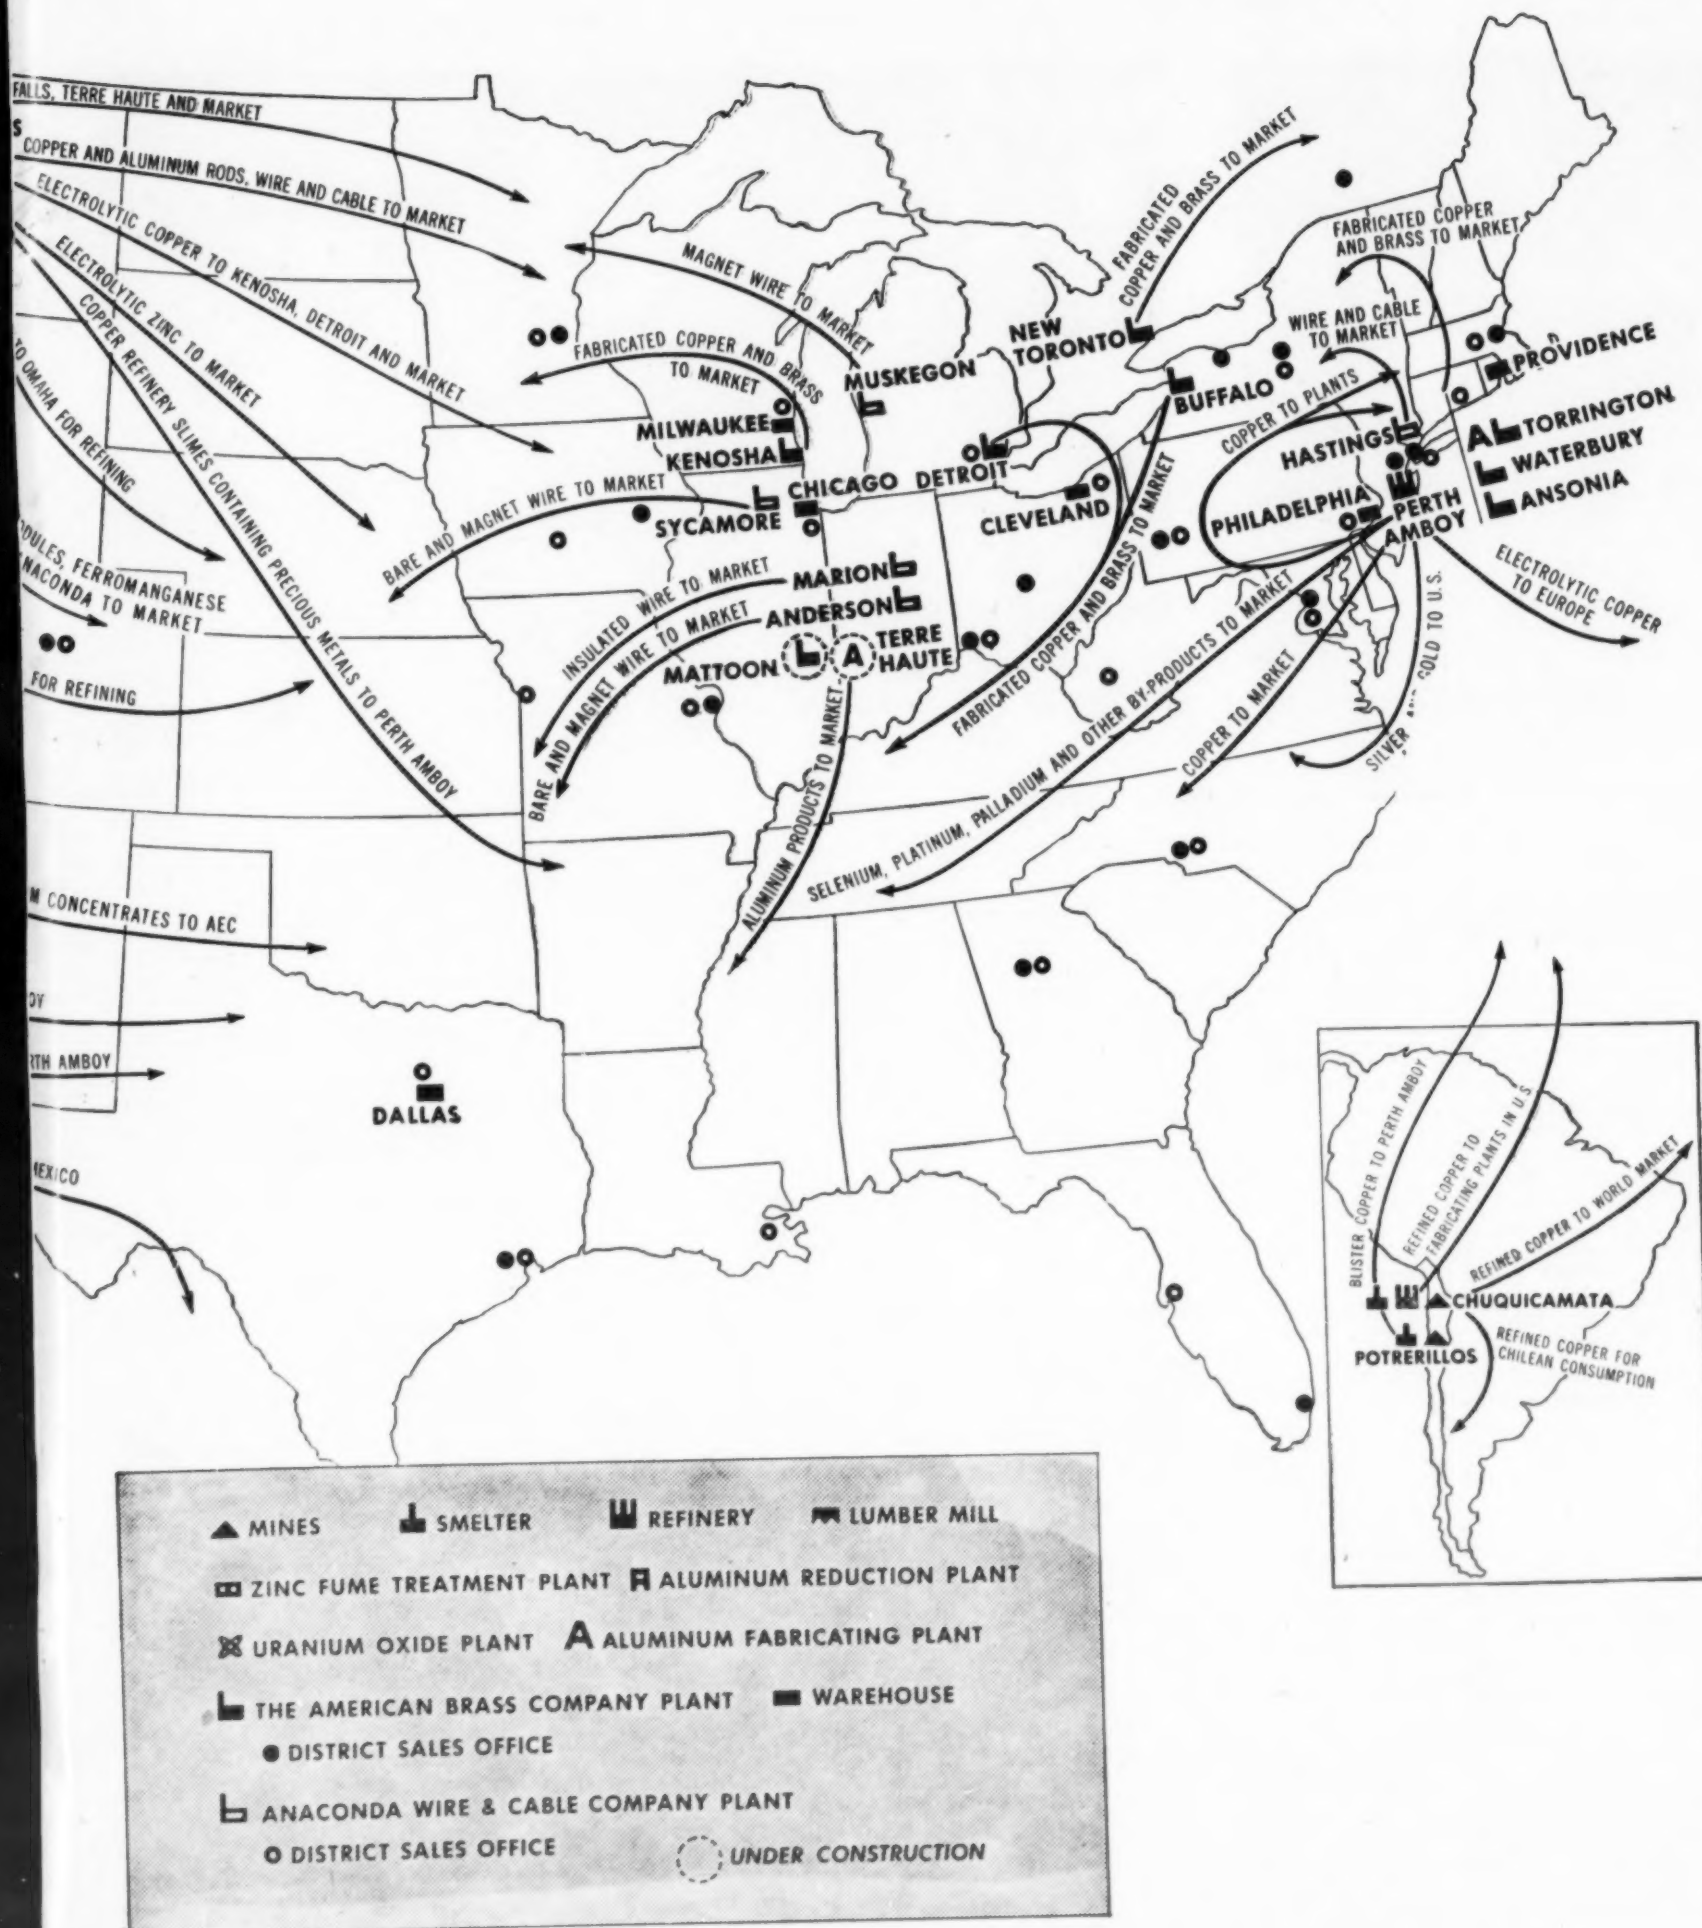 FALLS, TERRE HAUTE AND MARKET
S
COPPER AND ALUMINUM RODS, WIRE AND CABLE TO MARKET
ELECTROLYTIC COPPER TO KENOSHA, DETROIT AND MARKET
ELECTROLYTIC ZINC TO MARKET
COPPER REFINERY SLIMES CONTAINING PRECIOUS METALS TO PERTH AMBOY
TO OMAHA FOR REFINING
ODULES, FERROMANGANESE
NACONDA TO MARKET
FOR REFINING
M CONCENTRATES TO AEC
OY
RTH AMBOY
MEXICO
MAGNET WIRE TO MARKET
FABRICATED COPPER AND BRASS
TO MARKET
MUSKEGON
MILWAUKEE
KENOSHA
BARE AND MAGNET WIRE TO MARKET
SYCAMORE
CHICAGO
DETROIT
CLEVELAND
INSULATED WIRE TO MARKET
MARION
BARE AND MAGNET WIRE TO MARKET
ANDERSON
MATTOON
A
TERRE
HAUTE
ALUMINUM PRODUCTS TO MARKET
FABRICATED
COPPER AND BRASS TO MARKET
NEW
TORONTO
BUFFALO
FABRICATED COPPER AND BRASS TO MARKET
FABRICATED COPPER
AND BRASS TO MARKET
WIRE AND CABLE
TO MARKET
COPPER TO PLANTS
HASTINGS
PROVIDENCE
A TORRINGTON
WATERBURY
ANSONIA
PHILADELPHIA
PERTH
AMBOY
ELECTROLYTIC COPPER
TO EUROPE
SELENIUM, PLATINUM, PALLADIUM AND OTHER BY-PRODUCTS TO MARKET
COPPER TO MARKET
SILVER AND GOLD TO U.S.
DALLAS
BLISTER COPPER TO PERTH AMBOY
REFINED COPPER TO
FABRICATING PLANTS IN U.S
REFINED COPPER TO WORLD MARKET
CHUQUICAMATA
POTRERILLOS
REFINED COPPER FOR
CHILEAN CONSUMPTION
MINES SMELTER REFINERY LUMBER MILL
ZINC FUME TREATMENT PLANT ALUMINUM REDUCTION PLANT
URANIUM OXIDE PLANT A ALUMINUM FABRICATING PLANT
THE AMERICAN BRASS COMPANY PLANT WAREHOUSE
DISTRICT SALES OFFICE
ANACONDA WIRE & CABLE COMPANY PLANT
DISTRICT SALES OFFICE UNDER CONSTRUCTION